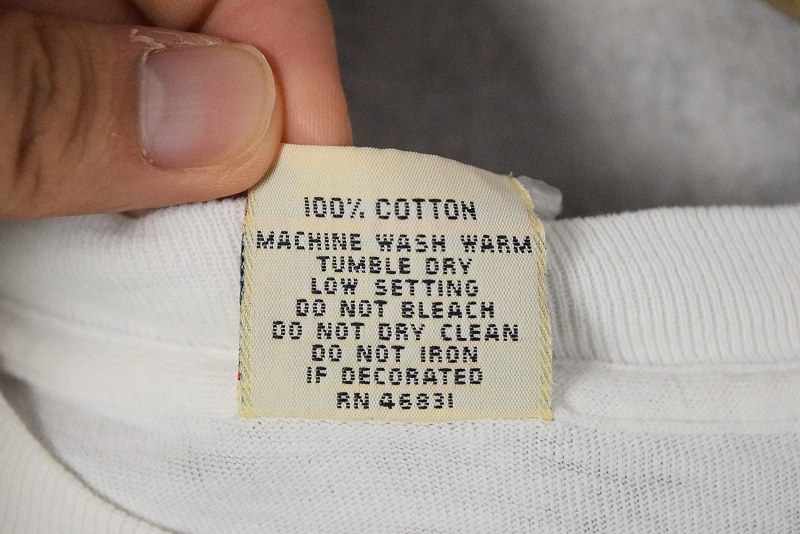 100% COTTON
MACHINE WASH WARM
TUMBLE DRY
LOW SETTING
DO NOT BLEACH
DO NOT DRY CLEAN
DO NOT IRON
IF DECORATED
RN 46831